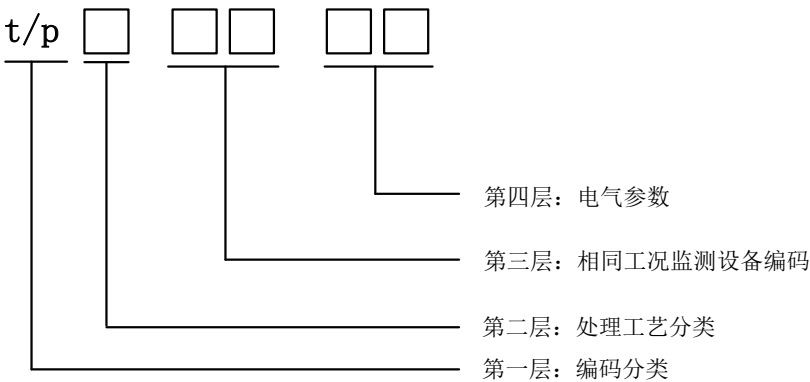 t/p □ □□ □□
第四层：电气参数
第三层：相同工况监测设备编码
第二层：处理工艺分类
第一层：编码分类